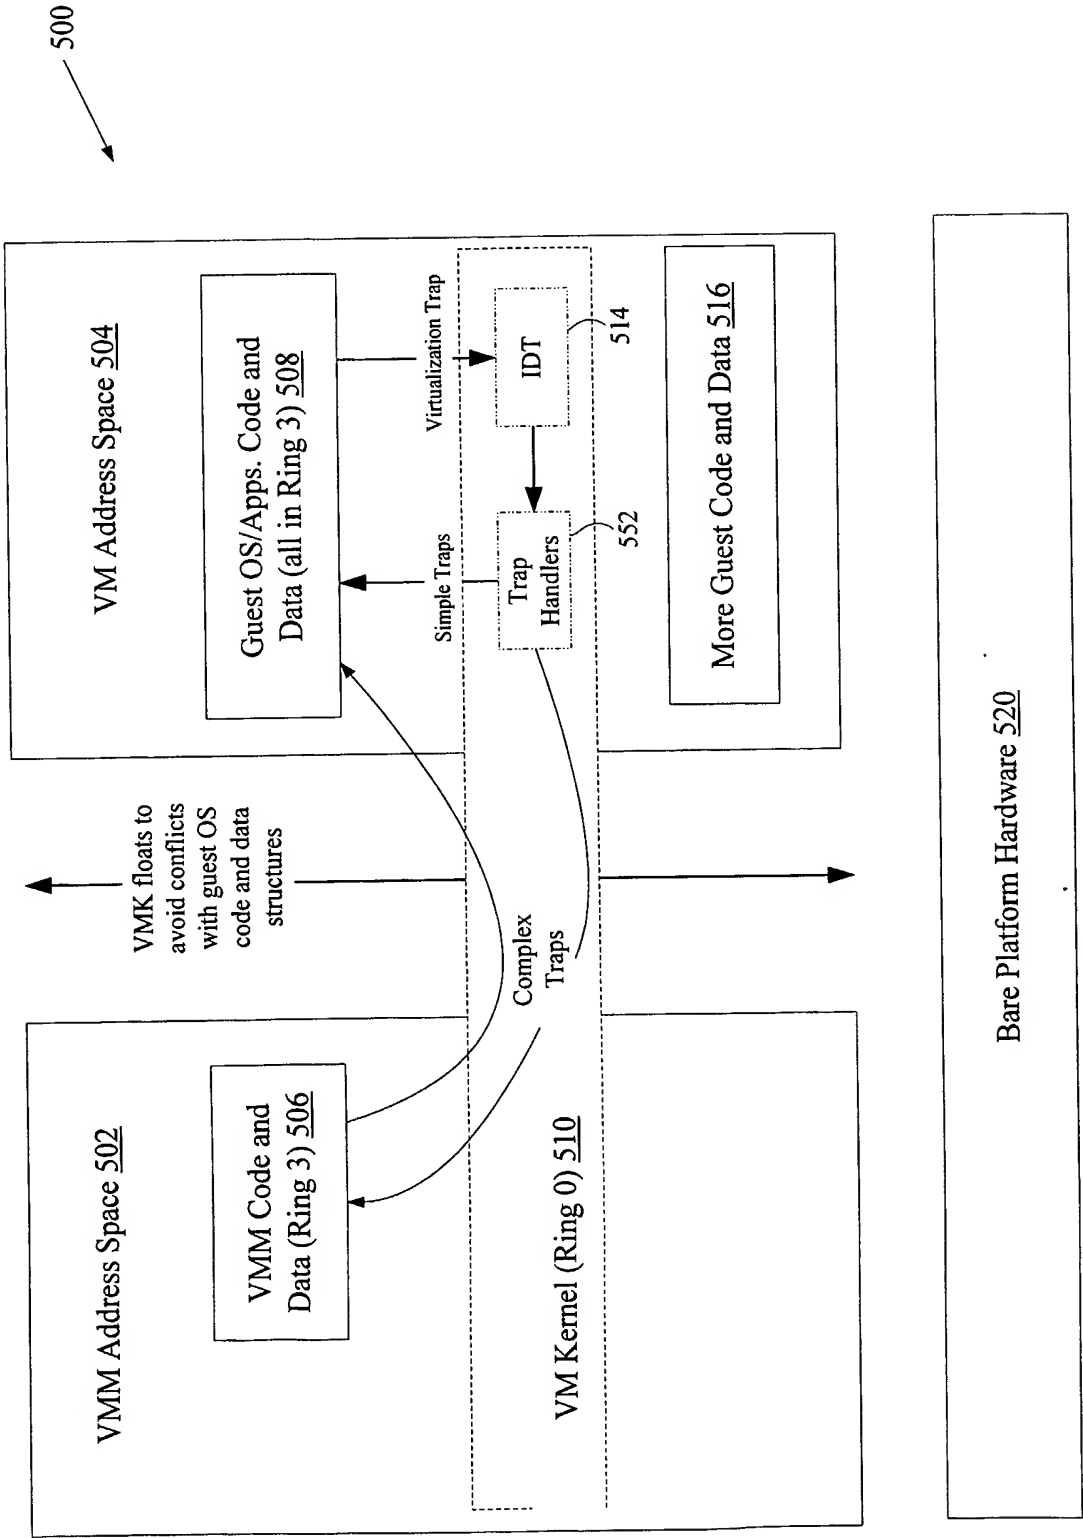 500
VMM Address Space 502
VMM Code and
Data (Ring 3) 506
VMK floats to
avoid conflicts
with guest OS
code and data
structures
VM Address Space 504
Guest OS/Apps. Code and
Data (all in Ring 3) 508
Simple Traps
Virtualization Trap
VM Kernel (Ring 0) 510
Complex
Traps
Trap
Handlers
552
IDT
514
More Guest Code and Data 516
Bare Platform Hardware 520